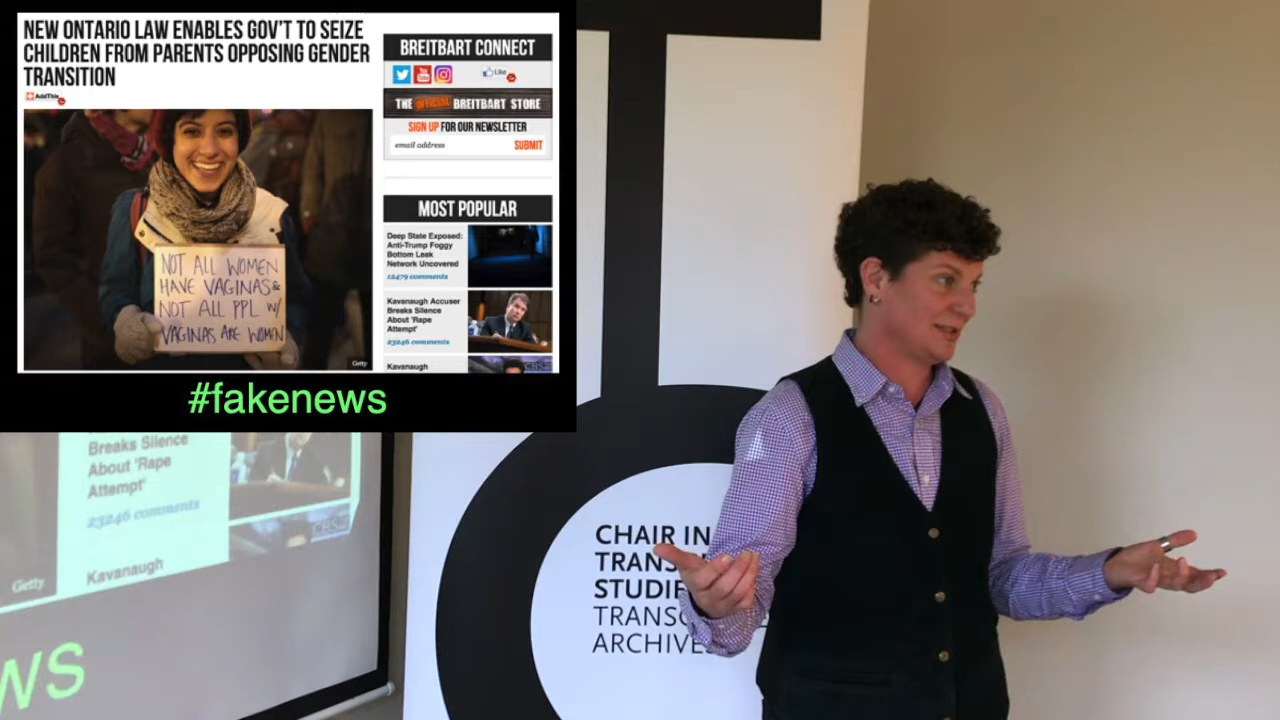 NEW ONTARIO LAW ENABLES GOV'T TO SEIZE
CHILDREN FROM PARENTS OPPOSING GENDER
TRANSITION
AddThis
NOT ALL WOMEN
HAVE VAGINAS &
NOT ALL PPL W/
VAGINAS ARE WOMEN
Getty
BREITBART CONNECT
Like
THE OFFICIAL BREITBART STORE
SIGN UP FOR OUR NEWSLETTER
email address SUBMIT
MOST POPULAR
Deep State Exposed:
Anti-Trump Foggy
Bottom Leak
Network Uncovered
12479 comments
Kavanaugh Accuser
Breaks Silence
About 'Rape
Attempt'
23246 comments
Kavanaugh
#fakenews
Breaks Silence
About 'Rape
Attempt'
23246 comments
Getty
Kavanaugh
ws
CHAIR IN
TRANS
STUDI
TRANSG
ARCHIVES